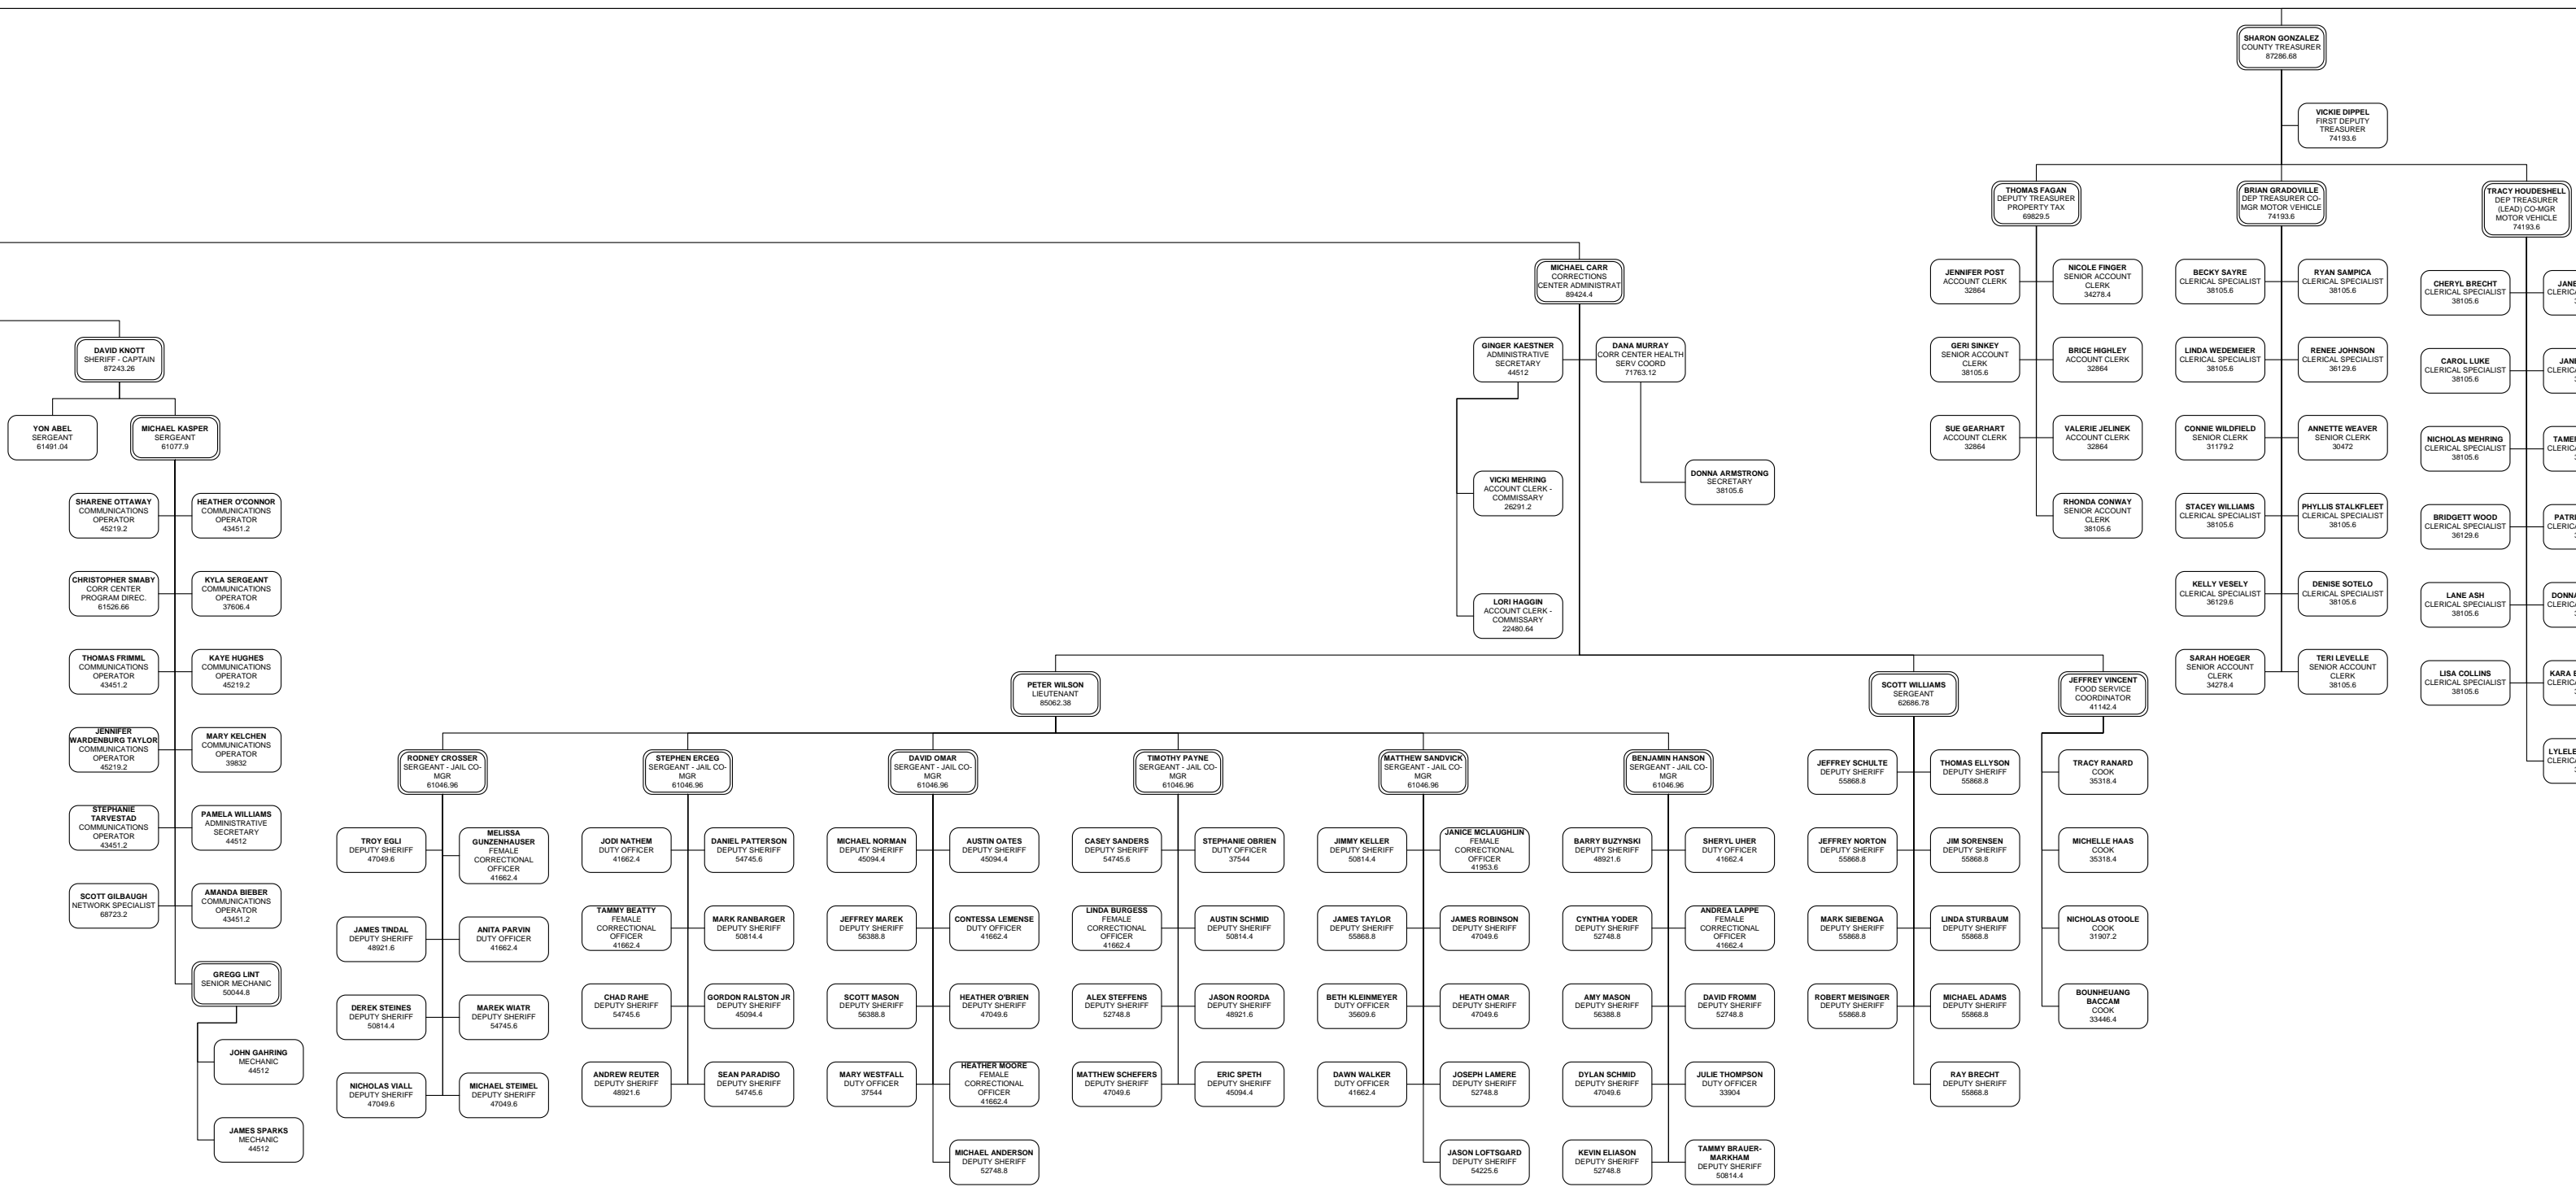 SHARON GONZALEZ
COUNTY TREASURER
87286.68
VICKIE DIPPEL
FIRST DEPUTY
TREASURER
74193.6
THOMAS FAGAN
DEPUTY TREASURER
PROPERTY TAX
69829.5
BRIAN GRADOVILLE
DEP TREASURER CO-
MGR MOTOR VEHICLE
74193.6
TRACY HOUDESHELL
DEP TREASURER
(LEAD) CO-MGR
MOTOR VEHICLE
74193.6
JENNIFER POST
ACCOUNT CLERK
32864
NICOLE FINGER
SENIOR ACCOUNT
CLERK
34278.4
GERI SINKEY
SENIOR ACCOUNT
CLERK
38105.6
BRICE HIGHLEY
ACCOUNT CLERK
32864
SUE GEARHART
ACCOUNT CLERK
32864
VALERIE JELINEK
ACCOUNT CLERK
32864
RHONDA CONWAY
SENIOR ACCOUNT
CLERK
38105.6
BECKY SAYRE
CLERICAL SPECIALIST
38105.6
RYAN SAMPICA
CLERICAL SPECIALIST
38105.6
LINDA WEDEMEIER
CLERICAL SPECIALIST
38105.6
RENEE JOHNSON
CLERICAL SPECIALIST
36129.6
CONNIE WILDFIELD
SENIOR CLERK
31179.2
ANNETTE WEAVER
SENIOR CLERK
30472
STACEY WILLIAMS
CLERICAL SPECIALIST
38105.6
PHYLLIS STALKFLEET
CLERICAL SPECIALIST
38105.6
KELLY VESELY
CLERICAL SPECIALIST
36129.6
DENISE SOTELO
CLERICAL SPECIALIST
38105.6
SARAH HOEGER
SENIOR ACCOUNT
CLERK
34278.4
TERI LEVELLE
SENIOR ACCOUNT
CLERK
38105.6
CHERYL BRECHT
CLERICAL SPECIALIST
38105.6
CAROL LUKE
CLERICAL SPECIALIST
38105.6
NICHOLAS MEHRING
CLERICAL SPECIALIST
38105.6
BRIDGETT WOOD
CLERICAL SPECIALIST
36129.6
LANE ASH
CLERICAL SPECIALIST
38105.6
LISA COLLINS
CLERICAL SPECIALIST
38105.6
KARA
MICHAEL CARR
CORRECTIONS
CENTER ADMINISTRAT
89424.4
GINGER KAESTNER
ADMINISTRATIVE
SECRETARY
44512
DANA MURRAY
CORR CENTER HEALTH
SERV COORD
71763.12
VICKI MEHRING
ACCOUNT CLERK -
COMMISSARY
26291.2
DONNA ARMSTRONG
SECRETARY
38105.6
LORI HAGGIN
ACCOUNT CLERK -
COMMISSARY
22480.64
DAVID KNOTT
SHERIFF - CAPTAIN
87243.26
YON ABEL
SERGEANT
61491.04
MICHAEL KASPER
SERGEANT
61077.9
SHARENE OTTAWAY
COMMUNICATIONS
OPERATOR
45219.2
HEATHER O'CONNOR
COMMUNICATIONS
OPERATOR
43451.2
CHRISTOPHER SMABY
CORR CENTER
PROGRAM DIREC.
61526.66
KYLA SERGEANT
COMMUNICATIONS
OPERATOR
37606.4
THOMAS FRIMML
COMMUNICATIONS
OPERATOR
43451.2
KAYE HUGHES
COMMUNICATIONS
OPERATOR
45219.2
JENNIFER
WARDENBURG TAYLOR
COMMUNICATIONS
OPERATOR
45219.2
MARY KELCHEN
COMMUNICATIONS
OPERATOR
39832
STEPHANIE
TARVESTAD
COMMUNICATIONS
OPERATOR
43451.2
PAMELA WILLIAMS
ADMINISTRATIVE
SECRETARY
44512
SCOTT GILBAUGH
NETWORK SPECIALIST
68723.2
AMANDA BIEBER
COMMUNICATIONS
OPERATOR
43451.2
GREGG LINT
SENIOR MECHANIC
50044.8
JOHN GAHRING
MECHANIC
44512
JAMES SPARKS
MECHANIC
44512
PETER WILSON
LIEUTENANT
85062.38
SCOTT WILLIAMS
SERGEANT
62686.78
JEFFREY VINCENT
FOOD SERVICE
COORDINATOR
41142.4
RODNEY CROSSER
SERGEANT - JAIL CO-
MGR
61046.96
STEPHEN ERCEG
SERGEANT - JAIL CO-
MGR
61046.96
DAVID OMAR
SERGEANT - JAIL CO-
MGR
61046.96
TIMOTHY PAYNE
SERGEANT - JAIL CO-
MGR
61046.96
MATTHEW SANDVICK
SERGEANT - JAIL CO-
MGR
61046.96
BENJAMIN HANSON
SERGEANT - JAIL CO-
MGR
61046.96
TROY EGLI
DEPUTY SHERIFF
47049.6
MELISSA
GUNZENHAUSER
FEMALE
CORRECTIONAL
OFFICER
41662.4
JAMES TINDAL
DEPUTY SHERIFF
48921.6
ANITA PARVIN
DUTY OFFICER
41662.4
DEREK STEINES
DEPUTY SHERIFF
50814.4
MAREK WIATR
DEPUTY SHERIFF
54745.6
NICHOLAS VIALL
DEPUTY SHERIFF
47049.6
MICHAEL STEIMEL
DEPUTY SHERIFF
47049.6
JODI NATHEM
DUTY OFFICER
41662.4
DANIEL PATTERSON
DEPUTY SHERIFF
54745.6
TAMMY BEATTY
FEMALE
CORRECTIONAL
OFFICER
41662.4
MARK RANBARGER
DEPUTY SHERIFF
50814.4
CHAD RAHE
DEPUTY SHERIFF
54745.6
GORDON RALSTON JR
DEPUTY SHERIFF
45094.4
ANDREW REUTER
DEPUTY SHERIFF
48921.6
SEAN PARADISO
DEPUTY SHERIFF
54745.6
MICHAEL NORMAN
DEPUTY SHERIFF
45094.4
AUSTIN OATES
DEPUTY SHERIFF
45094.4
JEFFREY MAREK
DEPUTY SHERIFF
56388.8
CONTESSA LEMENSE
DUTY OFFICER
41662.4
SCOTT MASON
DEPUTY SHERIFF
56388.8
HEATHER O'BRIEN
DEPUTY SHERIFF
47049.6
MARY WESTFALL
DUTY OFFICER
37544
HEATHER MOORE
FEMALE
CORRECTIONAL
OFFICER
41662.4
MICHAEL ANDERSON
DEPUTY SHERIFF
52748.8
CASEY SANDERS
DEPUTY SHERIFF
54745.6
STEPHANIE OBRIEN
DUTY OFFICER
37544
LINDA BURGESS
FEMALE
CORRECTIONAL
OFFICER
41662.4
AUSTIN SCHMID
DEPUTY SHERIFF
50814.4
ALEX STEFFENS
DEPUTY SHERIFF
52748.8
JASON ROORDA
DEPUTY SHERIFF
48921.6
MATTHEW SCHEFERS
DEPUTY SHERIFF
47049.6
ERIC SPETH
DEPUTY SHERIFF
45094.4
JIMMY KELLER
DEPUTY SHERIFF
50814.4
JANICE MCLAUGHLIN
FEMALE
CORRECTIONAL
OFFICER
41953.6
JAMES TAYLOR
DEPUTY SHERIFF
55868.8
JAMES ROBINSON
DEPUTY SHERIFF
47049.6
BETH KLEINMEYER
DUTY OFFICER
35609.6
HEATH OMAR
DEPUTY SHERIFF
47049.6
DAWN WALKER
DUTY OFFICER
41662.4
JOSEPH LAMERE
DEPUTY SHERIFF
52748.8
JASON LOFTSGARD
DEPUTY SHERIFF
54225.6
BARRY BUZYNSKI
DEPUTY SHERIFF
48921.6
SHERYL UHER
DUTY OFFICER
41662.4
CYNTHIA YODER
DEPUTY SHERIFF
52748.8
ANDREA LAPPE
FEMALE
CORRECTIONAL
OFFICER
41662.4
AMY MASON
DEPUTY SHERIFF
56388.8
DAVID FROMM
DEPUTY SHERIFF
52748.8
DYLAN SCHMID
DEPUTY SHERIFF
47049.6
JULIE THOMPSON
DUTY OFFICER
33904
KEVIN ELIASON
DEPUTY SHERIFF
52748.8
TAMMY BRAUER-
MARKHAM
DEPUTY SHERIFF
50814.4
JEFFREY SCHULTE
DEPUTY SHERIFF
55868.8
THOMAS ELLYSON
DEPUTY SHERIFF
55868.8
JEFFREY NORTON
DEPUTY SHERIFF
55868.8
JIM SORENSEN
DEPUTY SHERIFF
55868.8
MARK SIEBENGA
DEPUTY SHERIFF
55868.8
LINDA STURBAUM
DEPUTY SHERIFF
55868.8
ROBERT MEISINGER
DEPUTY SHERIFF
55868.8
MICHAEL ADAMS
DEPUTY SHERIFF
55868.8
RAY BRECHT
DEPUTY SHERIFF
55868.8
TRACY RANARD
COOK
35318.4
MICHELLE HAAS
COOK
35318.4
NICHOLAS OTOOLE
COOK
31907.2
BOUNHEUANG
BACCAM
COOK
33446.4